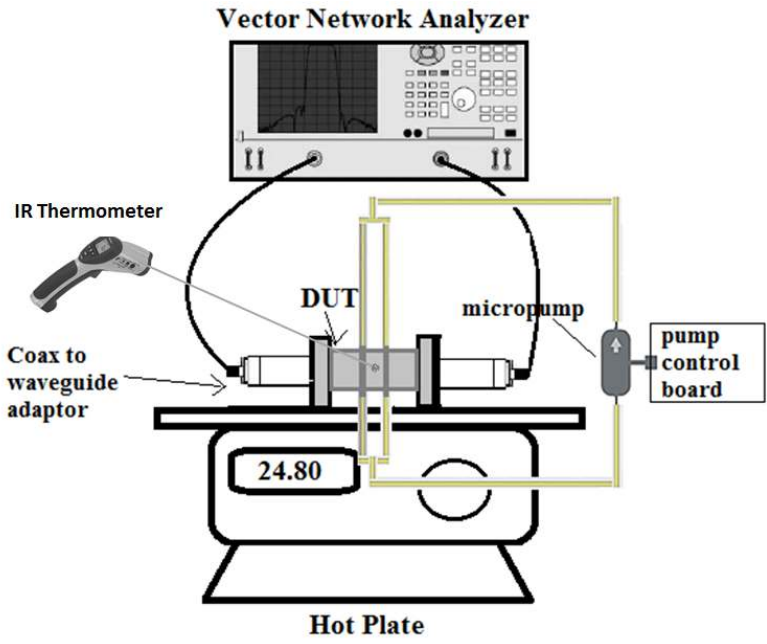 Vector Network Analyzer
IR Thermometer
DUT
micropump
pump
control
board
Coax to
waveguide
adaptor
24.80
Hot Plate